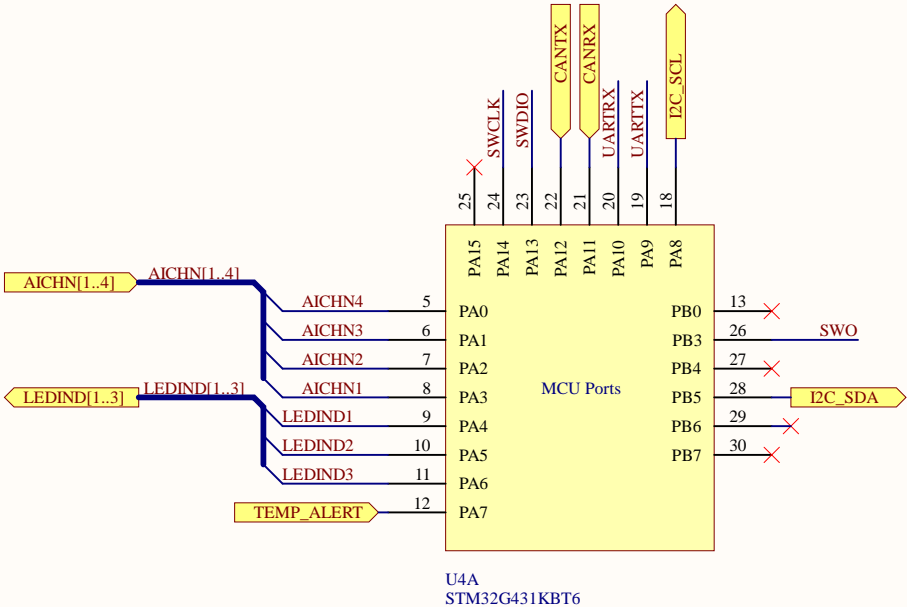 CANTX
CANRX
I2C_SCL
SWCLK
SWDIO
UARTRX
UARTTX
25
24
23
22
21
20
19
18
PA15
PA14
PA13
PA12
PA11
PA10
PA9
PA8
AICHN[1..4]
AICHN[1..4]
AICHN4
5
PA0
PB0
13
AICHN3
6
PA1
PB3
26
SWO
AICHN2
7
PA2
PB4
27
AICHN1
8
PA3
MCU Ports
PB5
28
I2C_SDA
LEDIND[1..3]
LEDIND[1..3]
LEDIND1
9
PA4
PB6
29
LEDIND2
10
PA5
PB7
30
LEDIND3
11
PA6
TEMP_ALERT
12
PA7
U4A
STM32G431KBT6